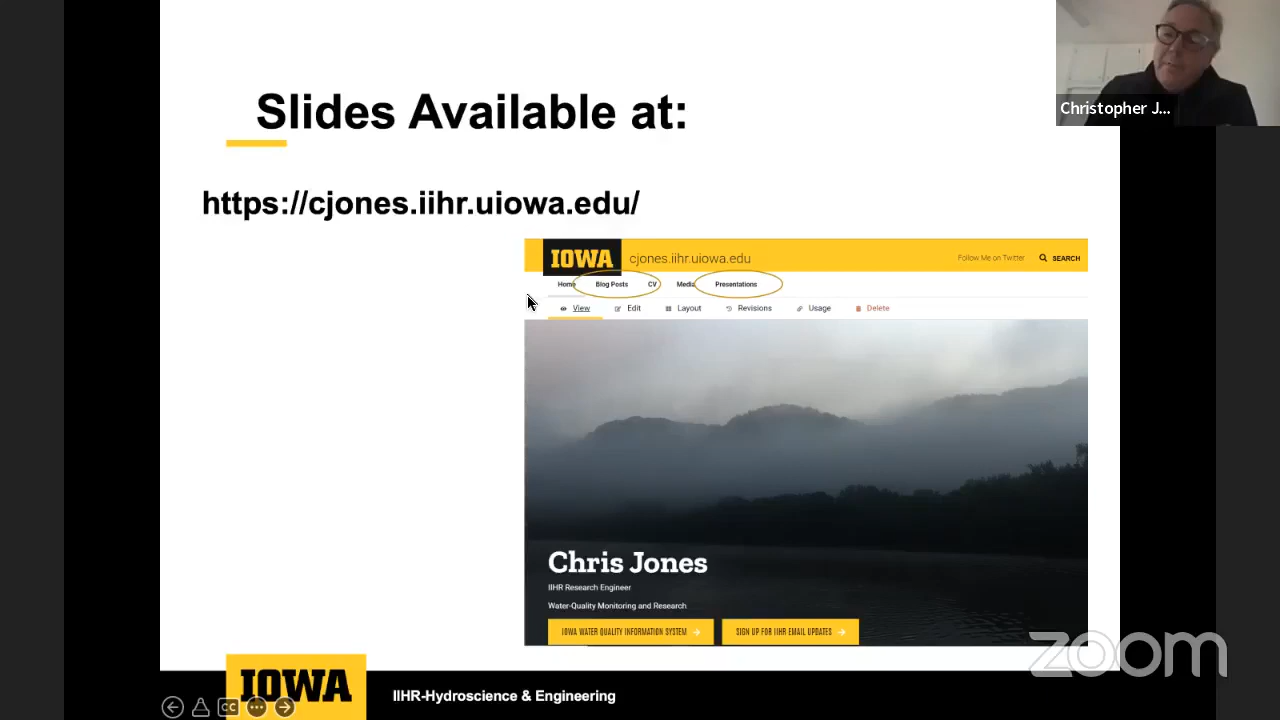 Slides Available at:
Christopher J...
https://cjones.iihr.uiowa.edu/
IOWA cjones.iihr.uiowa.edu Follow Me on Twitter SEARCH
Home Blog Posts CV Media Presentations
View Edit Layout Revisions Usage Delete
Chris Jones
IIHR Research Engineer
Water-Quality Monitoring and Research
IOWA WATER QUALITY INFORMATION SYSTEM SIGN UP FOR IIHR EMAIL UPDATES
zoom
IOWA IIHR-Hydroscience & Engineering
CC